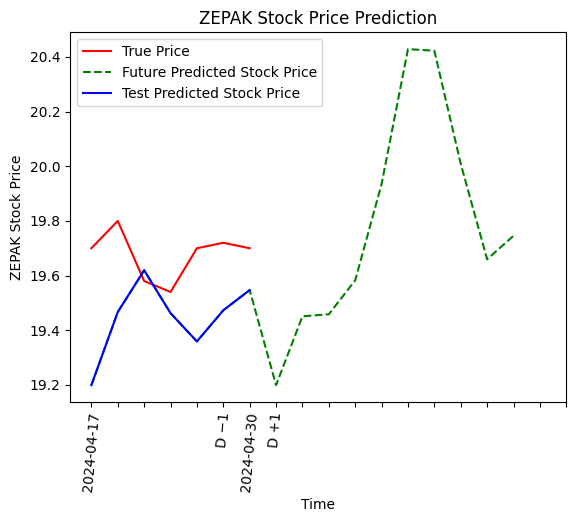 ZEPAK Stock Price Prediction
True Price
Future Predicted Stock Price
Test Predicted Stock Price
20.4
20.2
20.0
19.8
19.6
19.4
19.2
ZEPAK Stock Price
2024-04-17
D −1
2024-04-30
D +1
Time